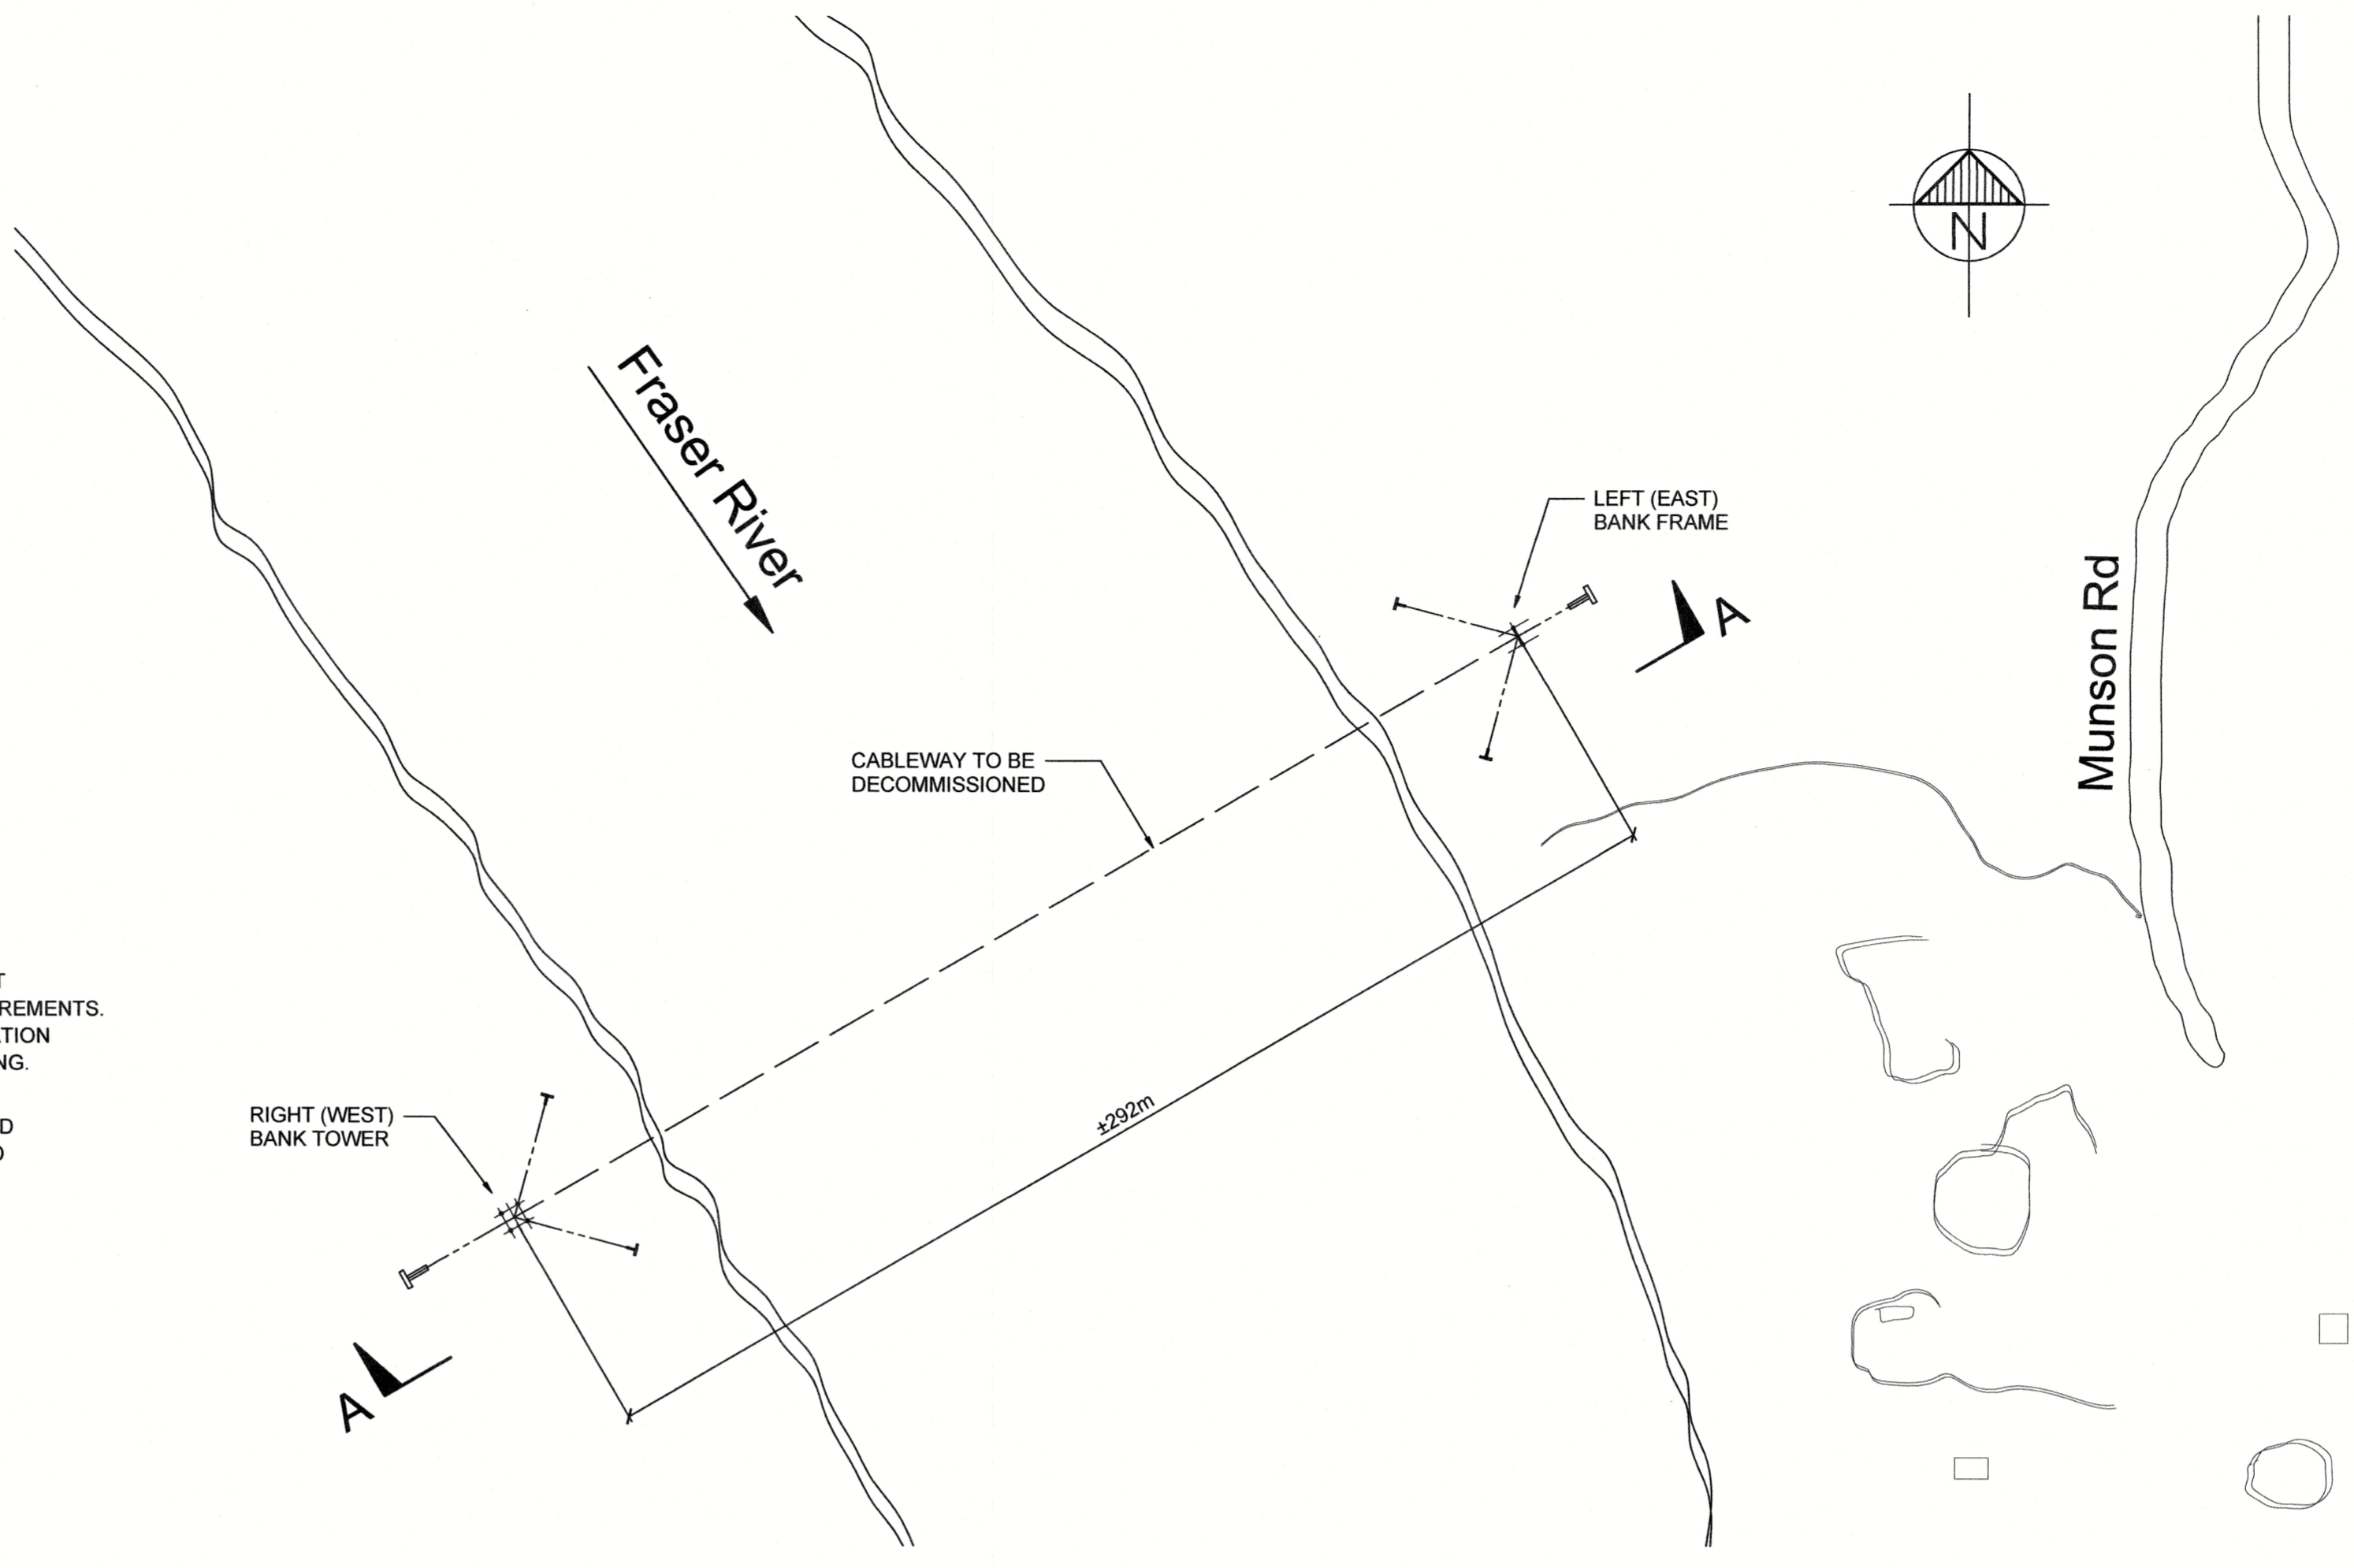 N
Fraser River
LEFT (EAST)
BANK FRAME
A
Munson Rd
CABLEWAY TO BE
DECOMMISSIONED
T
REMENTS.
TION
NG.
D
±292m
RIGHT (WEST)
BANK TOWER
A